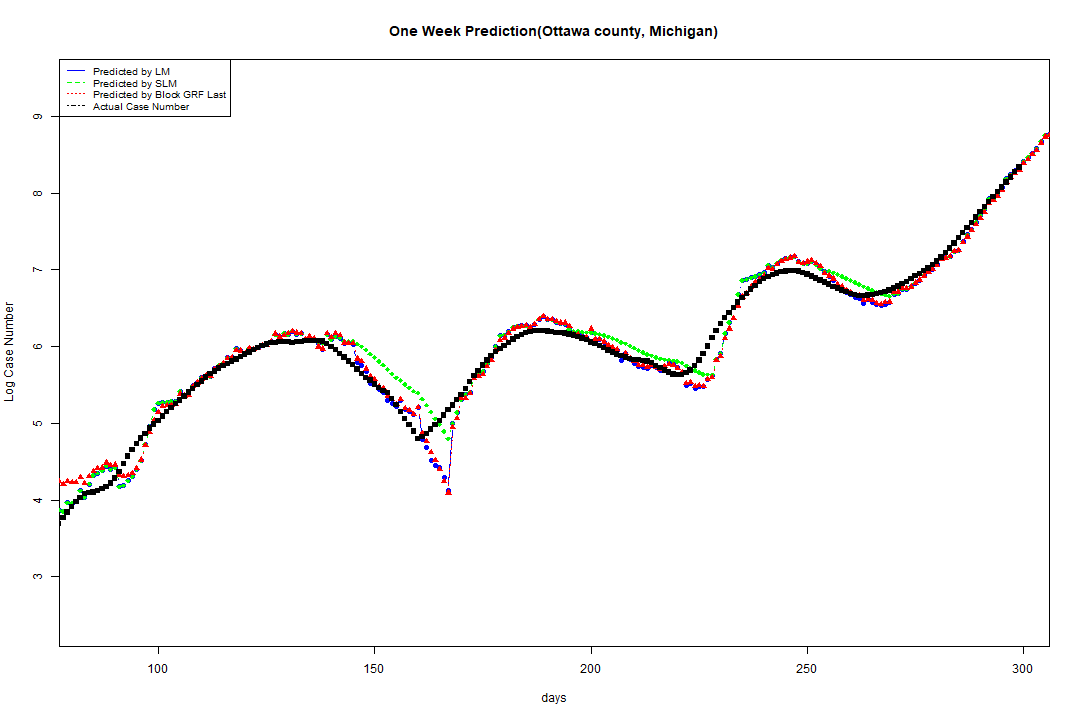 One Week Prediction(Ottawa county, Michigan)
Predicted by LM
Predicted by SLM
Predicted by Block GRF Last
Actual Case Number
9
8
7
6
5
4
3
Log Case Number
100 150 200 250 300
days